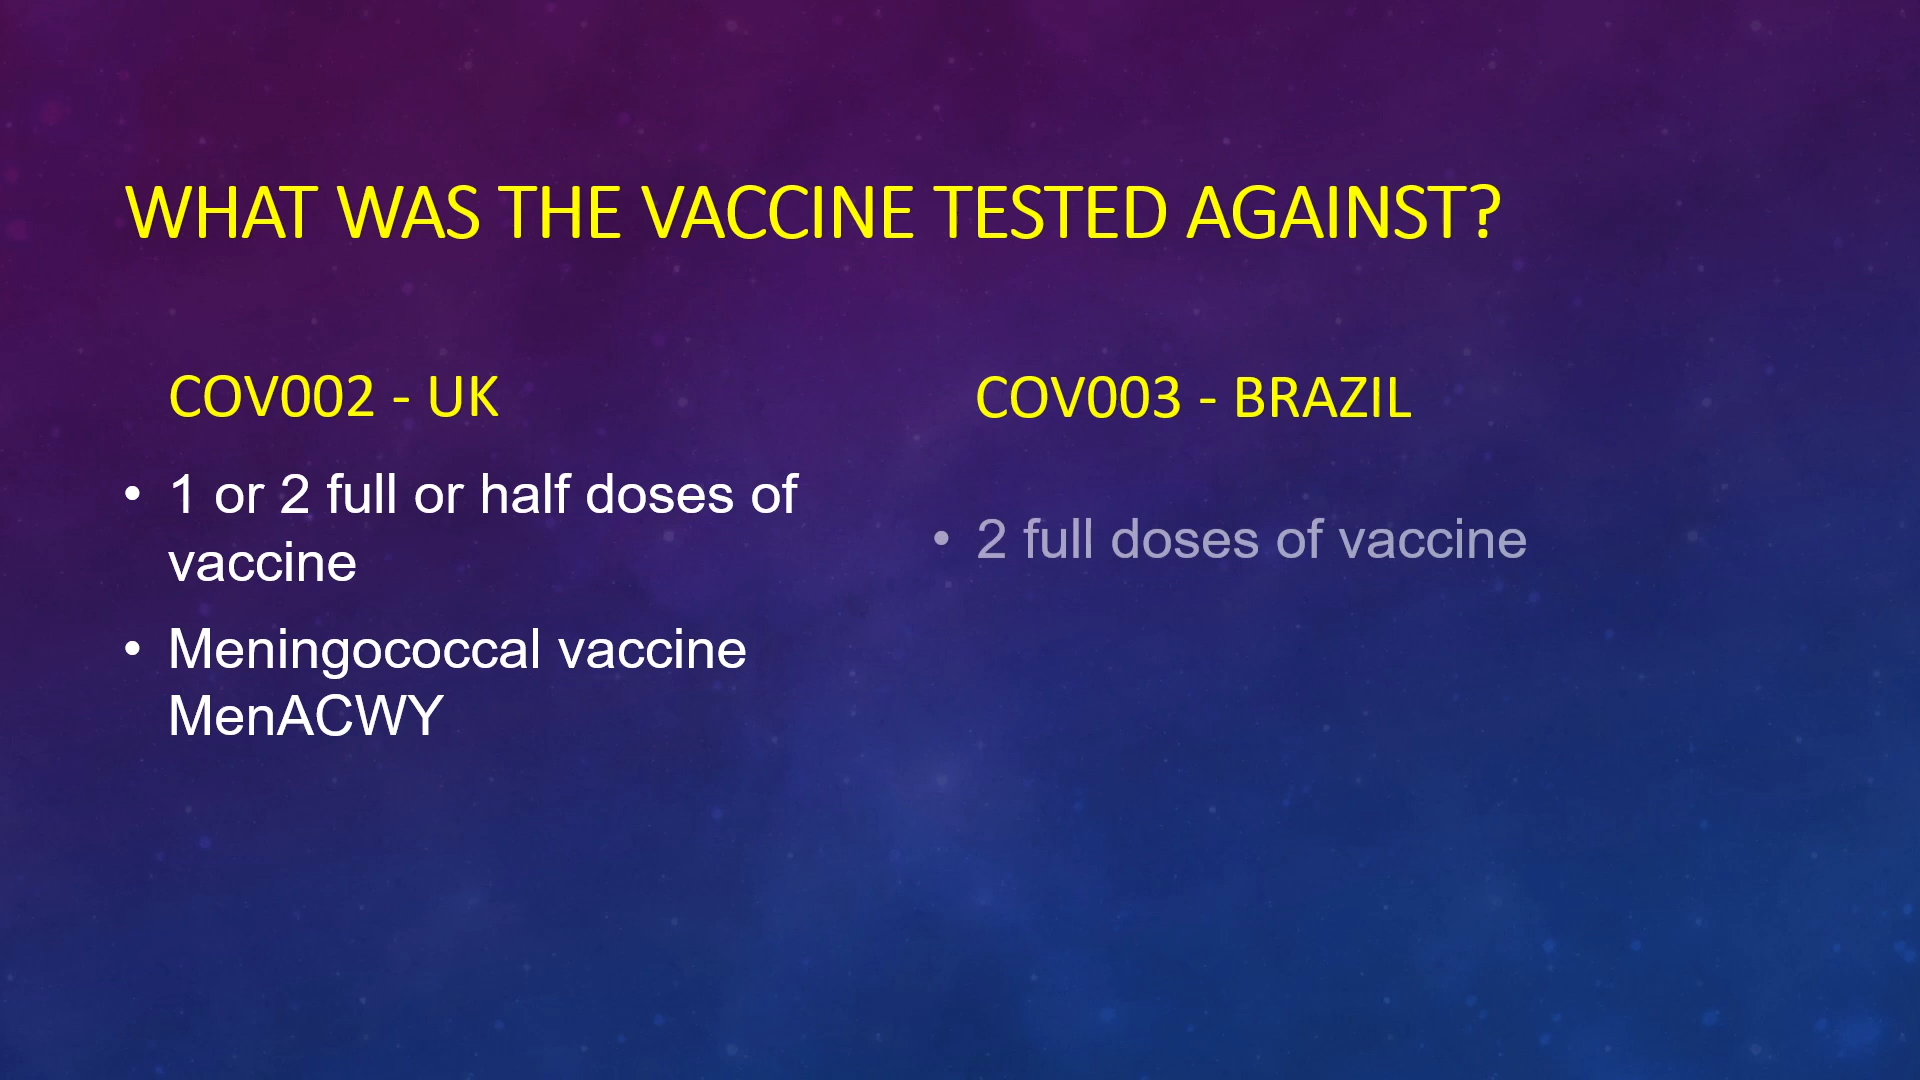 WHAT WAS THE VACCINE TESTED AGAINST?
COV002 - UK
• 1 or 2 full or half doses of
vaccine
• Meningococcal vaccine
MenACWY
COV003 - BRAZIL
• 2 full doses of vaccine